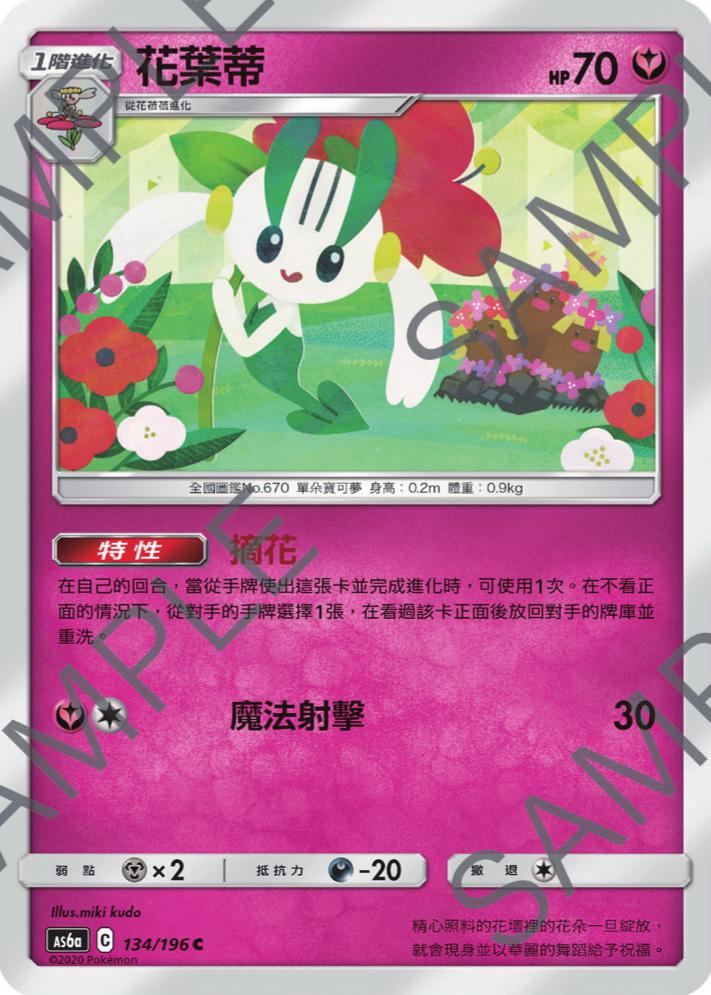 1階進化
花葉蒂
HP70
從花蓓蓓進化
全國圖鑑No.670 單朵寶可夢 身高：0.2m 體重：0.9kg
特性
摘花
在自己的回合，當從手牌使出這張卡並完成進化時，可使用1次。在不看正
面的情況下，從對手的手牌選擇1張，在看過該卡正面後放回對手的牌庫並
重洗。
魔法射擊
30
弱點 ×2 抵抗力 -20 撤退
Illus.miki kudo
AS6a C 134/196 C
©2020 Pokémon
精心照料的花壇裡的花朵一旦綻放，
就會現身並以華麗的舞蹈給予祝福。
SAMPLE
SAMPLE
SAMPLE
SAMPLE
SAMPLE
SAMPLE